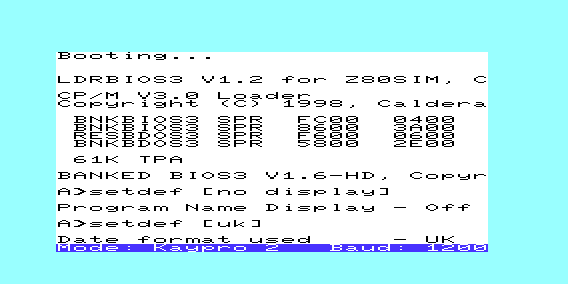 Booting...
LDRBIOS3 V1.2 for Z80SIM, C
CP/M V3.0 Loader
Copyright (C) 1998, Caldera
BNKBIOS3 SPR FC00 0400
BNKBIOS3 SPR 8600 3A00
RESBDOS3 SPR F600 0600
BNKBDOS3 SPR 5800 2E00
61K TPA
BANKED BIOS3 V1.6-HD, Copyr
A>setdef [no display]
Program Name Display - Off
A>setdef [uk]
Date format used - UK
Mode: Kaypro 2 Baud: 1200